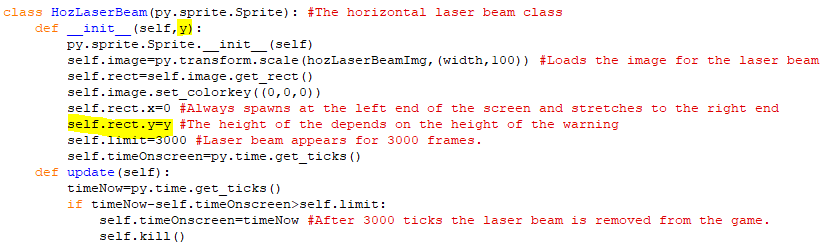 class HozLaserBeam(py.sprite.Sprite): #The horizontal laser beam class
    def __init__(self,y):
        py.sprite.Sprite.__init__(self)
        self.image=py.transform.scale(hozLaserBeamImg,(width,100)) #Loads the image for the laser beam
        self.rect=self.image.get_rect()
        self.image.set_colorkey((0,0,0))
        self.rect.x=0 #Always spawns at the left end of the screen and stretches to the right end
        self.rect.y=y #The height of the depends on the height of the warning
        self.limit=3000 #Laser beam appears for 3000 frames.
        self.timeOnscreen=py.time.get_ticks()
    def update(self):
        timeNow=py.time.get_ticks()
        if timeNow-self.timeOnscreen>self.limit:
            self.timeOnscreen=timeNow #After 3000 ticks the laser beam is removed from the game.
            self.kill()